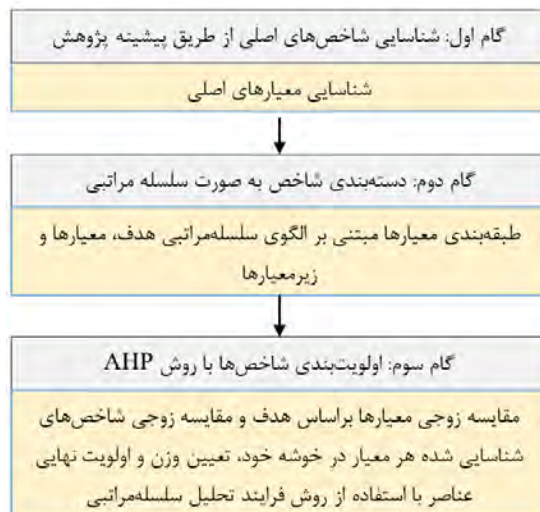 گام اول: شناسایی شاخص‌های اصلی از طریق پیشینه پژوهش
شناسایی معیارهای اصلی
گام دوم: دسته‌بندی شاخص به صورت سلسله مراتبی
طبقه‌بندی معیارها مبتنی بر الگوی سلسله‌مراتبی هدف، معیارها و
زیرمعیارها
گام سوم: اولویت‌بندی شاخص‌ها با روش AHP
مقایسه زوجی معیارها براساس هدف و مقایسه زوجی شاخص‌های
شناسایی شده هر معیار در خوشه خود، تعیین وزن و اولویت نهایی
عناصر با استفاده از روش فرایند تحلیل سلسله‌مراتبی